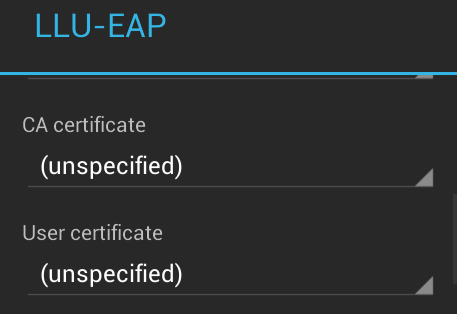 LLU-EAP
CA certificate
(unspecified)
User certificate
(unspecified)